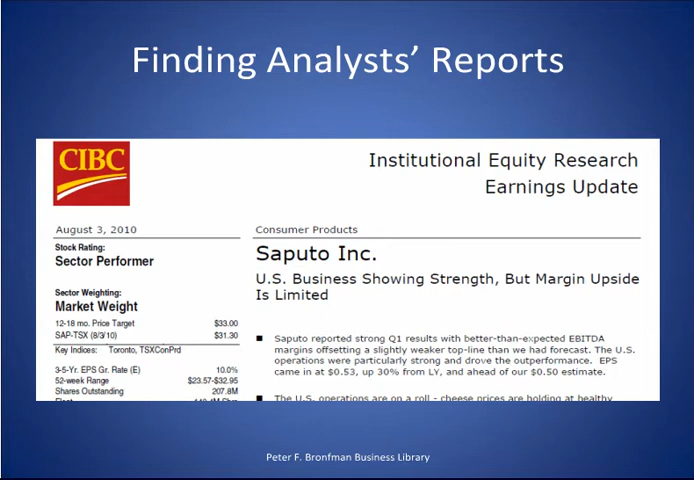 Finding Analysts’ Reports
CIBC
Institutional Equity Research
Earnings Update
August 3, 2010
Stock Rating:
Sector Performer
Sector Weighting:
Market Weight
12-18 mo. Price Target $33.00
SAP-TSX (8/3/10) $31.30
Key Indices: Toronto, TSXConPrd
3-5-Yr. EPS Gr. Rate (E) 10.0%
52-week Range $23.57-$32.95
Shares Outstanding 207.8M
Consumer Products
Saputo Inc.
U.S. Business Showing Strength, But Margin Upside
Is Limited
■ Saputo reported strong Q1 results with better-than-expected EBITDA
margins offsetting a slightly weaker top-line than we had forecast. The U.S.
operations were particularly strong and drove the outperformance. EPS
came in at $0.53, up 30% from LY, and ahead of our $0.50 estimate.
■ The U.S. operations are on a roll - cheese prices are holding at healthy
Peter F. Bronfman Business Library